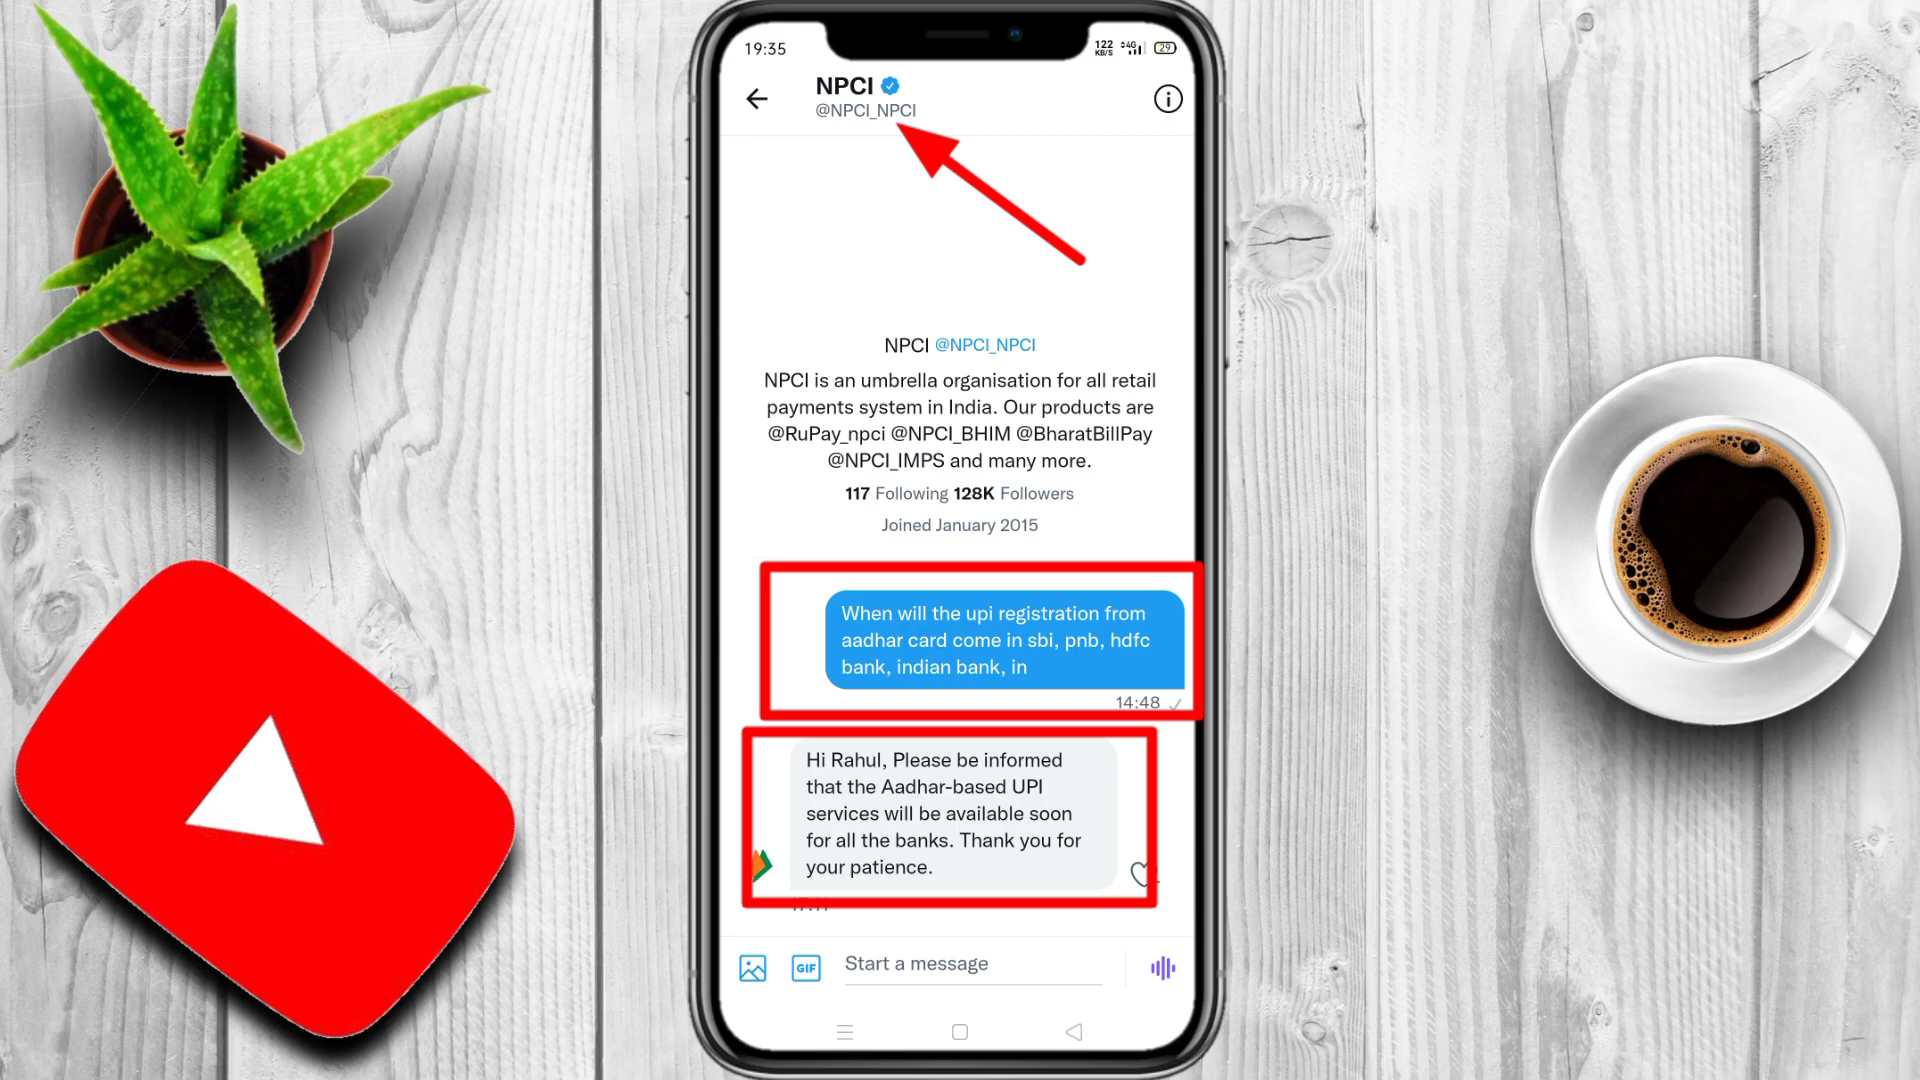 19:35
122
KB/S
4G
29
NPCI
@NPCI_NPCI
NPCI @NPCI_NPCI
NPCI is an umbrella organisation for all retail
payments system in India. Our products are
@RuPay_npci @NPCI_BHIM @BharatBillPay
@NPCI_IMPS and many more.
117 Following 128K Followers
Joined January 2015
When will the upi registration from
aadhar card come in sbi, pnb, hdfc
bank, indian bank, in
14:48
Hi Rahul, Please be informed
that the Aadhar-based UPI
services will be available soon
for all the banks. Thank you for
your patience.
GIF
Start a message